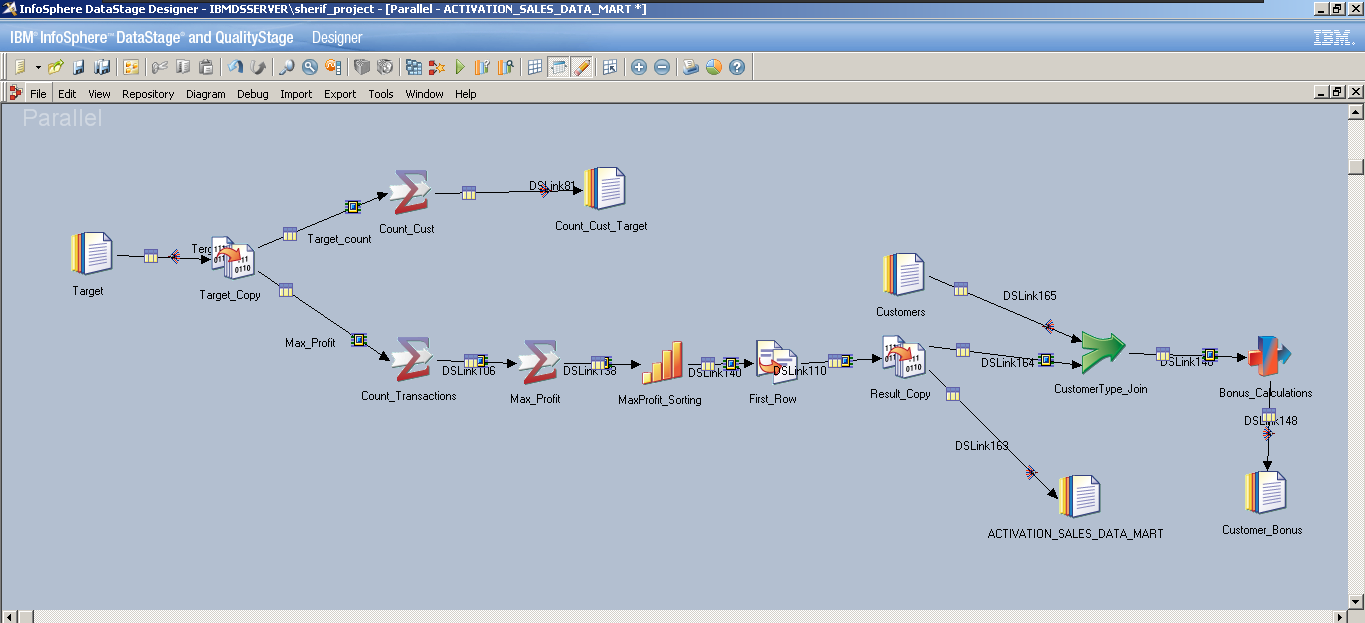 InfoSphere DataStage Designer - IBMDSSERVER\sherif_project - [Parallel - ACTIVATION_SALES_DATA_MART *]
IBM® InfoSphere™ DataStage® and QualityStage Designer
IBM.
File Edit View Repository Diagram Debug Import Export Tools Window Help
Parallel
DSLink81
Count_Cust
Count_Cust_Target
Target_count
Target
Target_Copy
Customers
DSLink165
Max_Profit
DSLink106
DSLink138
DSLink140
DSLink110
DSLink164
Count_Transactions
Max_Profit
MaxProfit_Sorting
First_Row
Result_Copy
CustomerType_Join
Bonus_Calculations
DSLink148
DSLink163
ACTIVATION_SALES_DATA_MART
Customer_Bonus